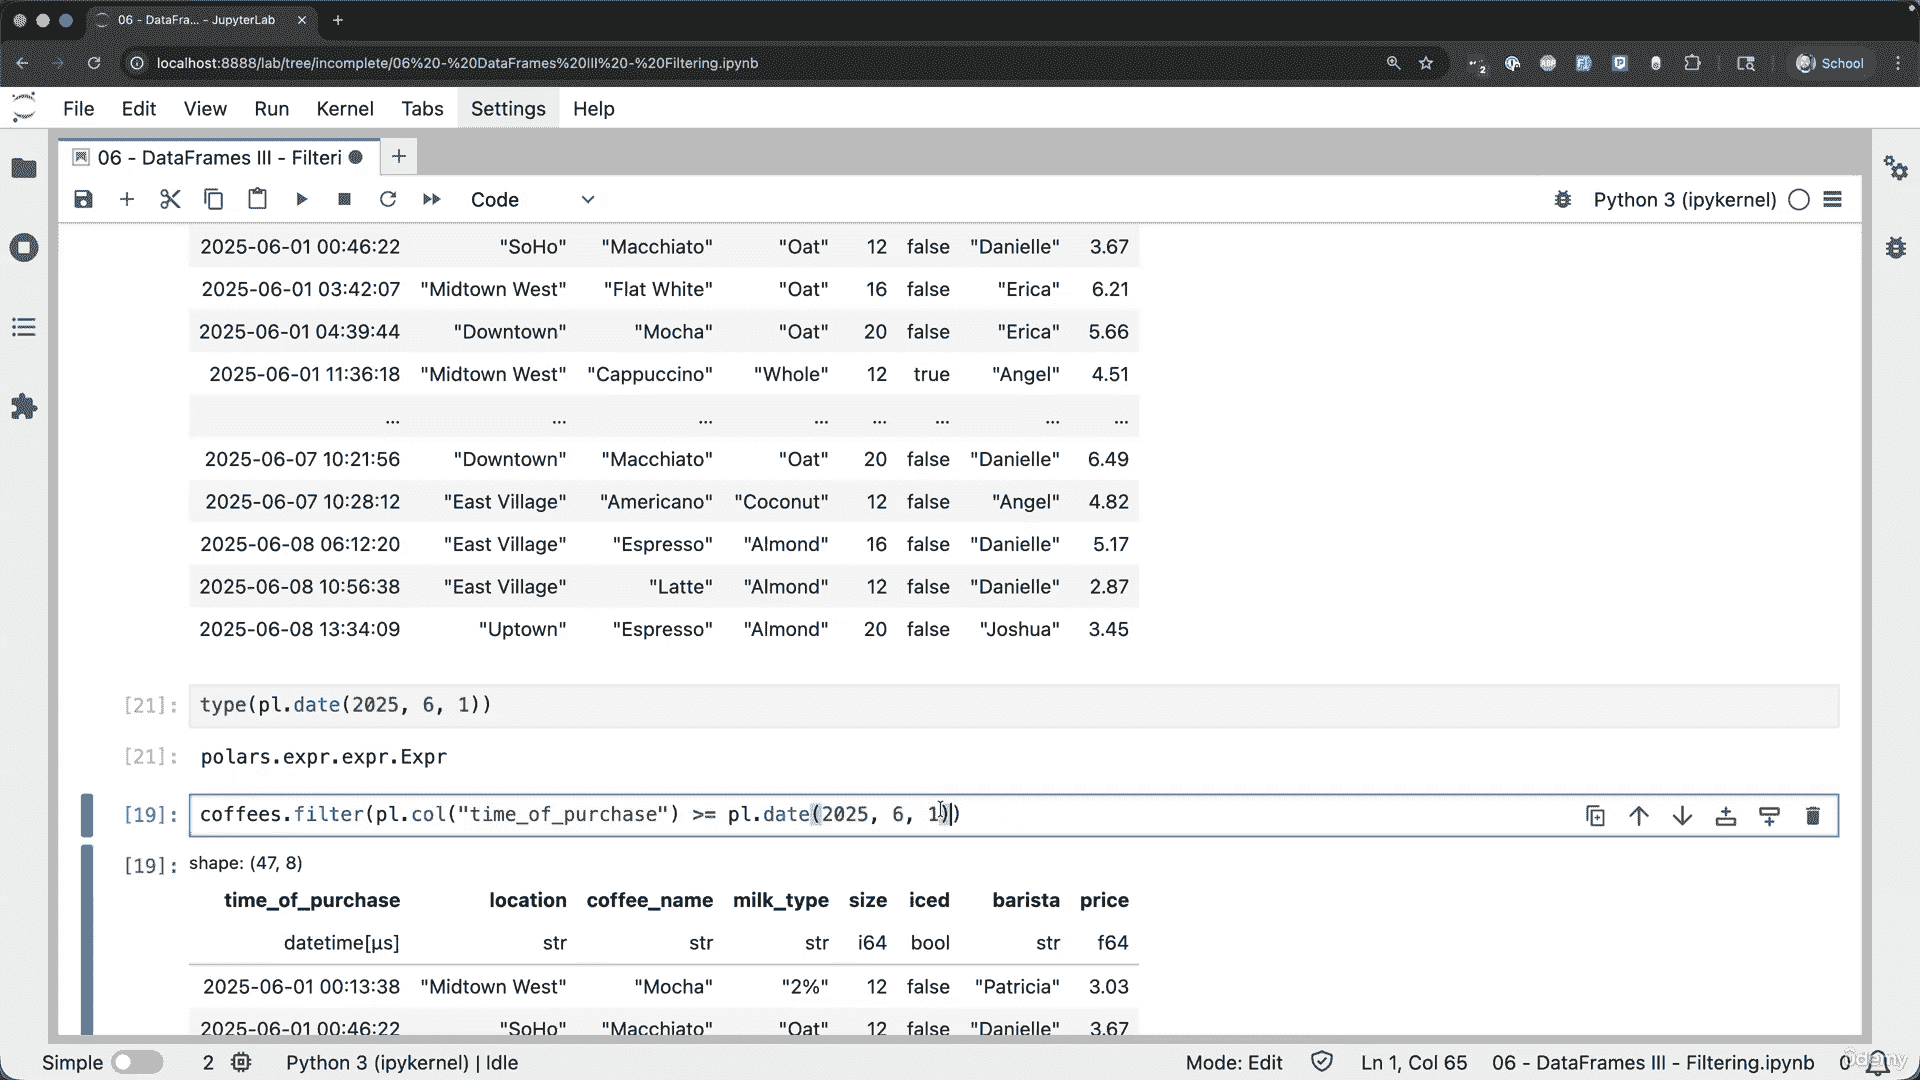 06 - DataFra... - JupyterLab
localhost:8888/lab/tree/incomplete/06%20-%20DataFrames%20III%20-%20Filtering.ipynb
2
ABP
School
File Edit View Run Kernel Tabs Settings Help
06 - DataFrames III - Filteri
Code
Python 3 (ipykernel)
2025-06-01 00:46:22 "SoHo" "Macchiato" "Oat" 12 false "Danielle" 3.67
2025-06-01 03:42:07 "Midtown West" "Flat White" "Oat" 16 false "Erica" 6.21
2025-06-01 04:39:44 "Downtown" "Mocha" "Oat" 20 false "Erica" 5.66
2025-06-01 11:36:18 "Midtown West" "Cappuccino" "Whole" 12 true "Angel" 4.51
... ... ... ... ... ... ... ...
2025-06-07 10:21:56 "Downtown" "Macchiato" "Oat" 20 false "Danielle" 6.49
2025-06-07 10:28:12 "East Village" "Americano" "Coconut" 12 false "Angel" 4.82
2025-06-08 06:12:20 "East Village" "Espresso" "Almond" 16 false "Danielle" 5.17
2025-06-08 10:56:38 "East Village" "Latte" "Almond" 12 false "Danielle" 2.87
2025-06-08 13:34:09 "Uptown" "Espresso" "Almond" 20 false "Joshua" 3.45
[21]: type(pl.date(2025, 6, 1))
[21]: polars.expr.expr.Expr
[19]: coffees.filter(pl.col("time_of_purchase") >= pl.date(2025, 6, 1))
[19]: shape: (47, 8)
time_of_purchase location coffee_name milk_type size iced barista price
datetime[μs] str str str i64 bool str f64
2025-06-01 00:13:38 "Midtown West" "Mocha" "2%" 12 false "Patricia" 3.03
2025-06-01 00:46:22 "SoHo" "Macchiato" "Oat" 12 false "Danielle" 3.67
Simple 2 Python 3 (ipykernel) | Idle Mode: Edit Ln 1, Col 65 06 - DataFrames III - Filtering.ipynb 0
Udemy